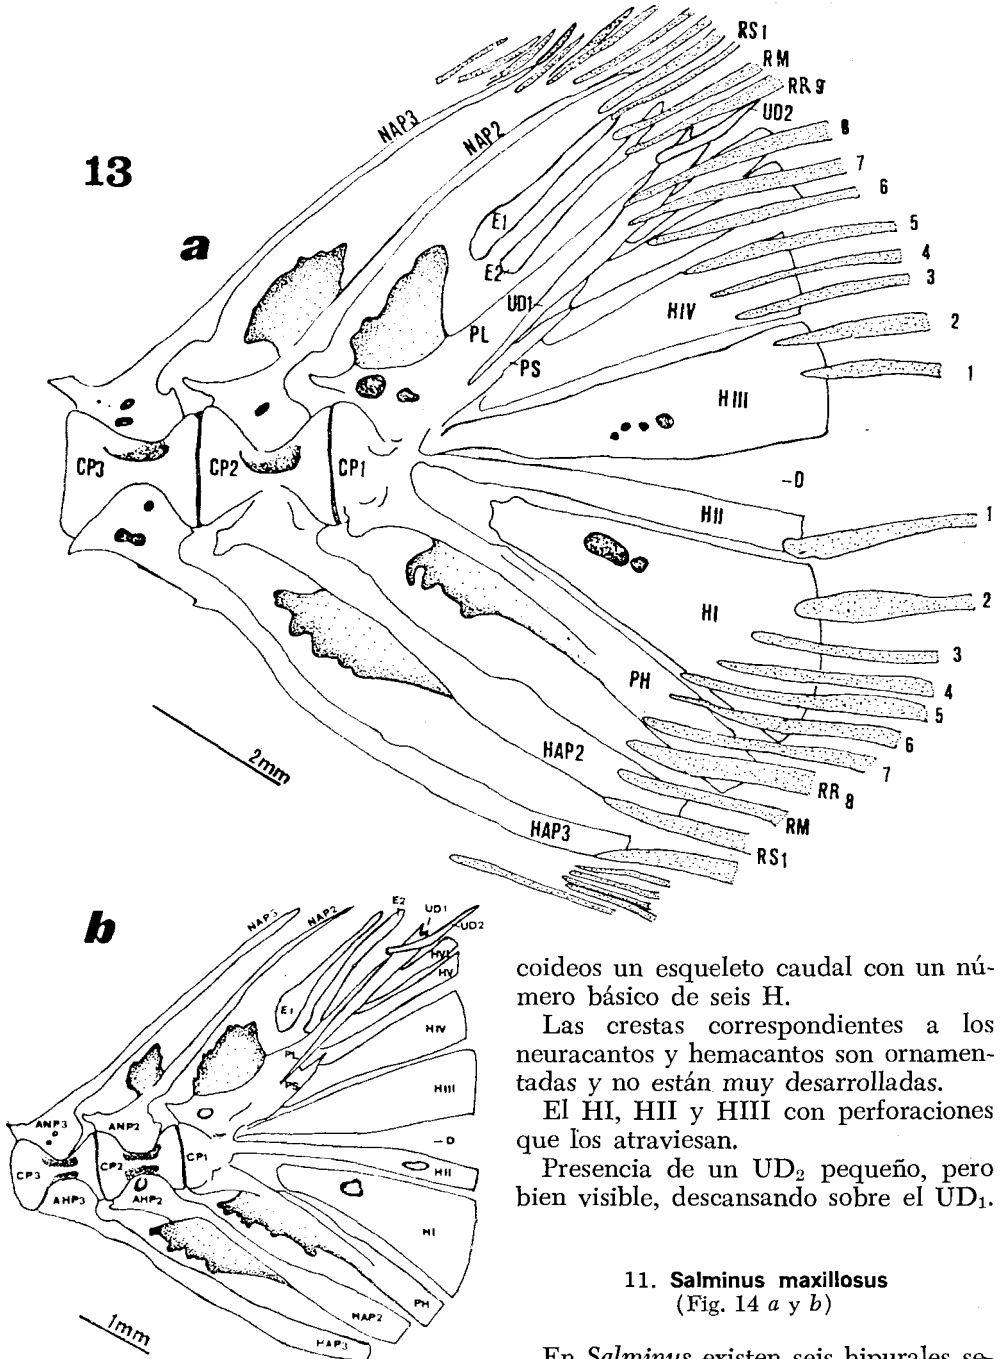 13
a
NAP3
NAP2
RS1
RM
RR 9
UD2
8
7
6
5
4
3
2
1
E1
E2
UD1
PL
PS
HIV
HIII
-D
HII
HI
PH
CP3
CP2
CP1
1
2
3
4
5
6
7
RR 8
RM
RS1
HAP2
HAP3
2mm
b
NAP3
NAP2
E2
UD1
UD2
HVI
HV
E1
HIV
PL
PS
HIII
-D
HII
HI
ANP3
ANP2
CP3
CP2
CP1
AHP3
AHP2
PH
HAP2
HAP3
1mm
coideos un esqueleto caudal con un nú-
mero básico de seis H.
Las crestas correspondientes a los
neuracantos y hemacantos son ornamen-
tadas y no están muy desarrolladas.
El HI, HII y HIII con perforaciones
que los atraviesan.
Presencia de un UD₂ pequeño, pero
bien visible, descansando sobre el UD₁.
11. Salminus maxillosus
(Fig. 14 a y b)
En Salminus existen seis hipurales se-